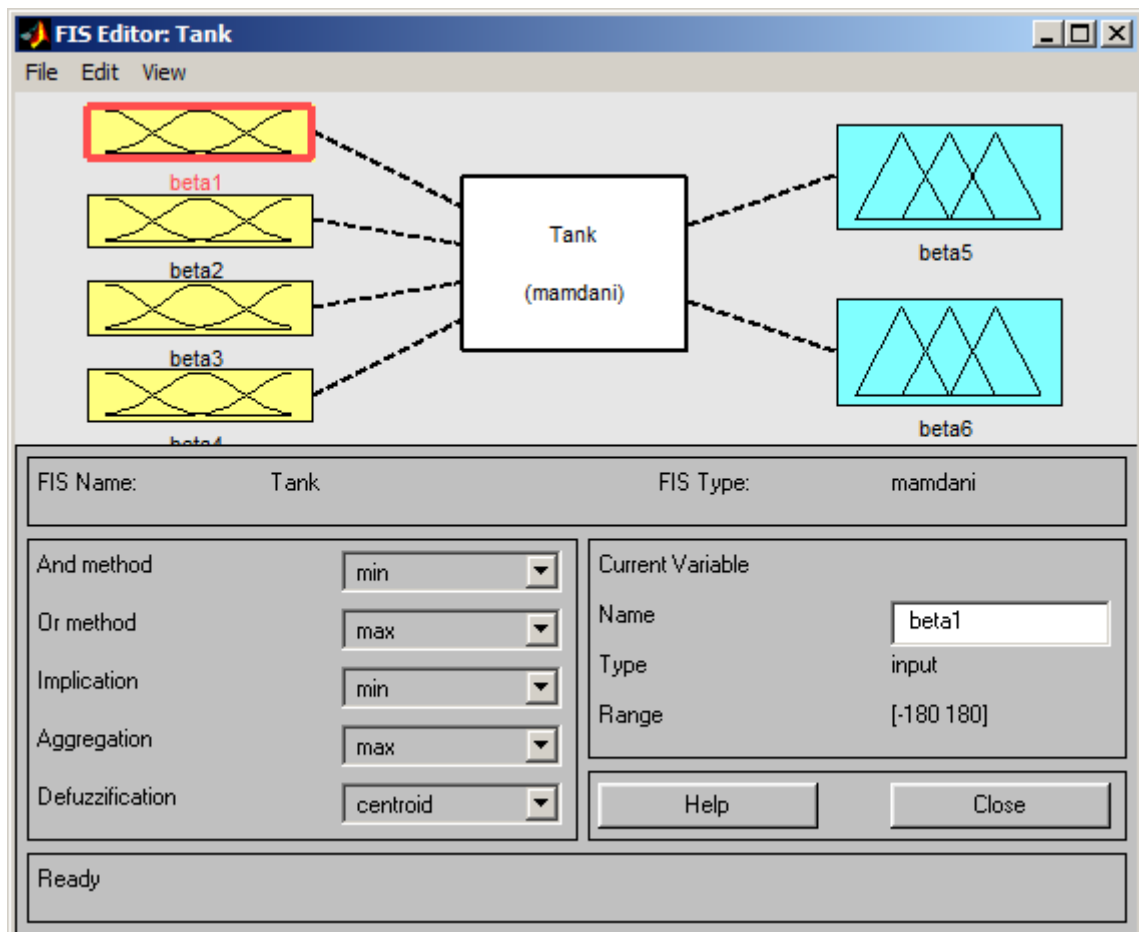 FIS Editor: Tank
File Edit View
beta1
beta2
beta3
beta4
Tank
(mamdani)
beta5
beta6
FIS Name: Tank FIS Type: mamdani
And method min
Or method max
Implication min
Aggregation max
Defuzzification centroid
Current Variable
Name beta1
Type input
Range [-180 180]
Help Close
Ready